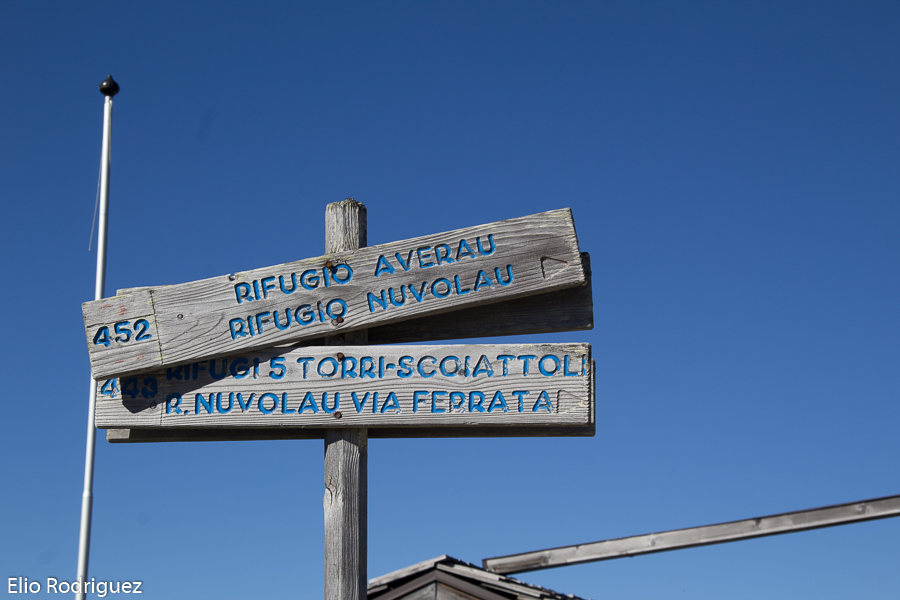 RIFUGIO AVERAU
452 RIFUGIO NUVOLAU
443 RIFUGI 5 TORRI-SCOIATTOLI
R. NUVOLAU VIA FERRATA
Elio Rodriguez